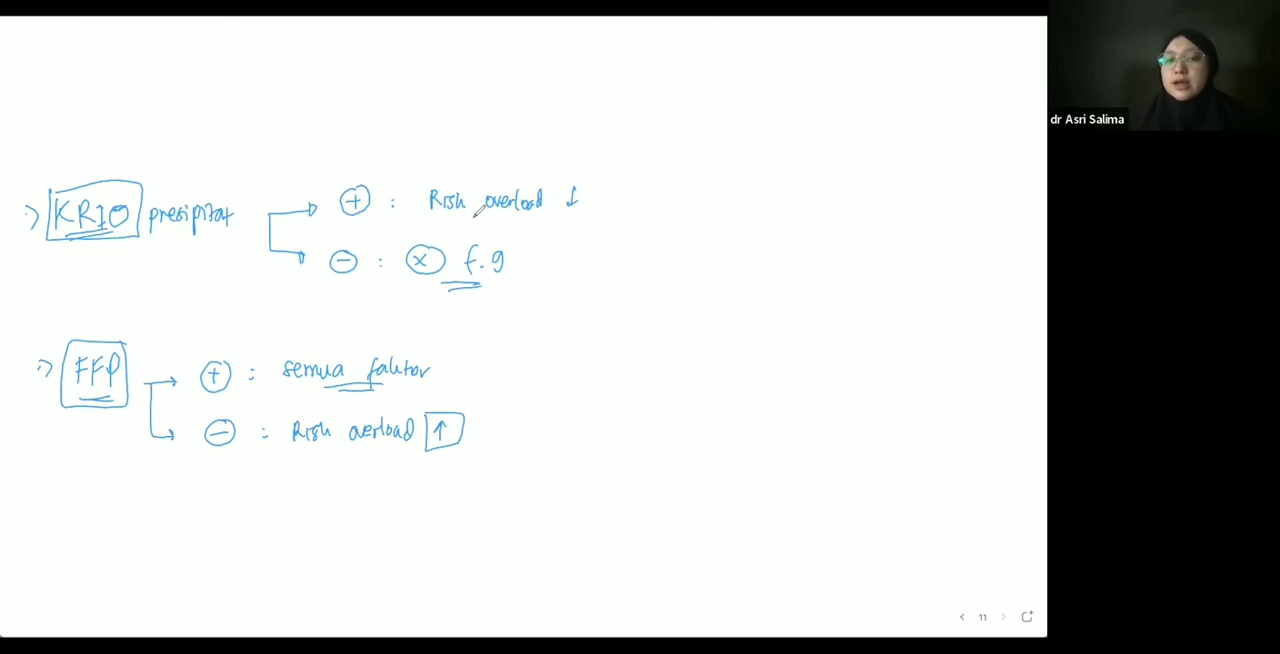 :) KRIO presipitat
+ : Risk overload ↓
- : x f.9
:) FFP
+ : semua faktor
- : Risk overload ↑
dr Asri Salima
11